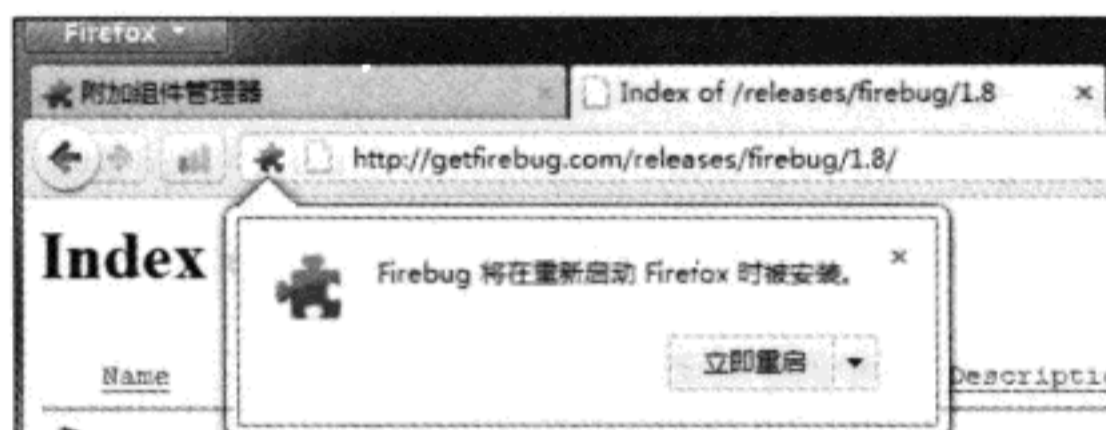 Firefox
附加组件管理器
Index of /releases/firebug/1.8
http://getfirebug.com/releases/firebug/1.8/
Index
Firebug 将在重新启动 Firefox 时被安装。
立即重启
Name
Descripti